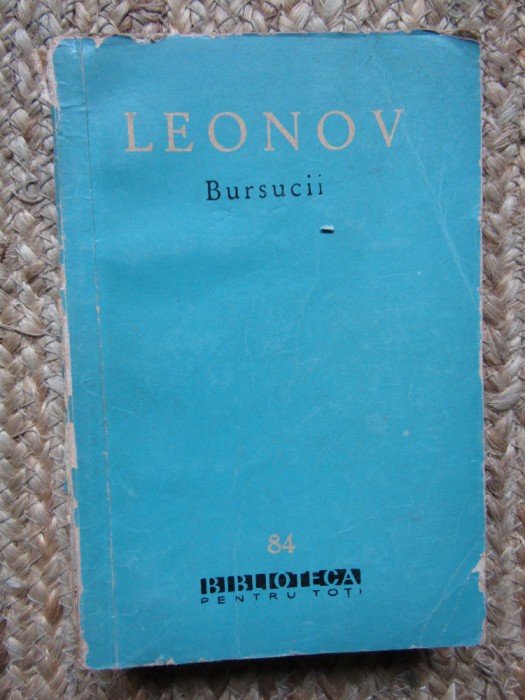 LEONOV
Bursucii
84
BIBLIOTECA
PENTRU TOȚI